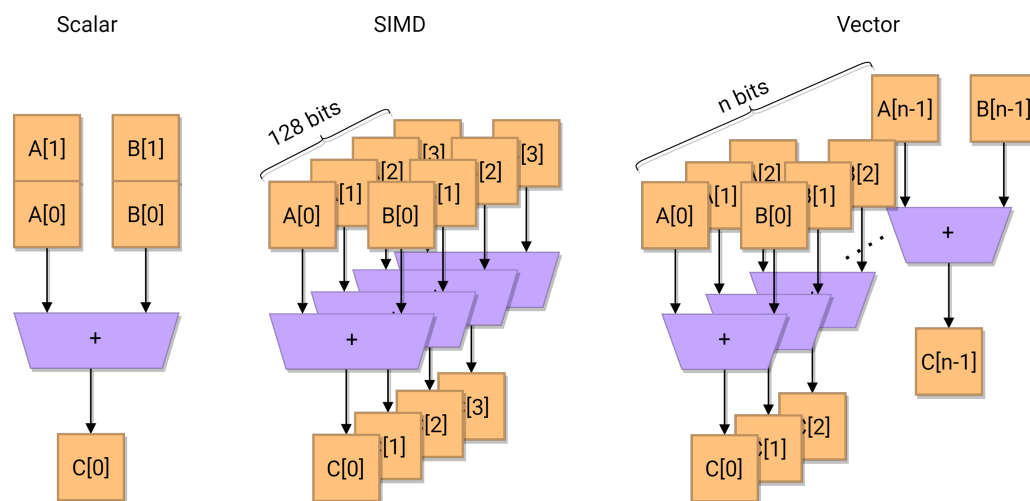 Scalar
SIMD
Vector
A[1]
B[1]
A[0]
B[0]
+
C[0]
128 bits
[3]
[3]
[2]
[2]
[1]
[1]
A[0]
B[0]
+
[3]
[2]
[1]
C[0]
n bits
A[n-1]
B[n-1]
A[2]
B[2]
A[1]
B[1]
A[0]
B[0]
+
+
C[n-1]
C[2]
C[1]
C[0]